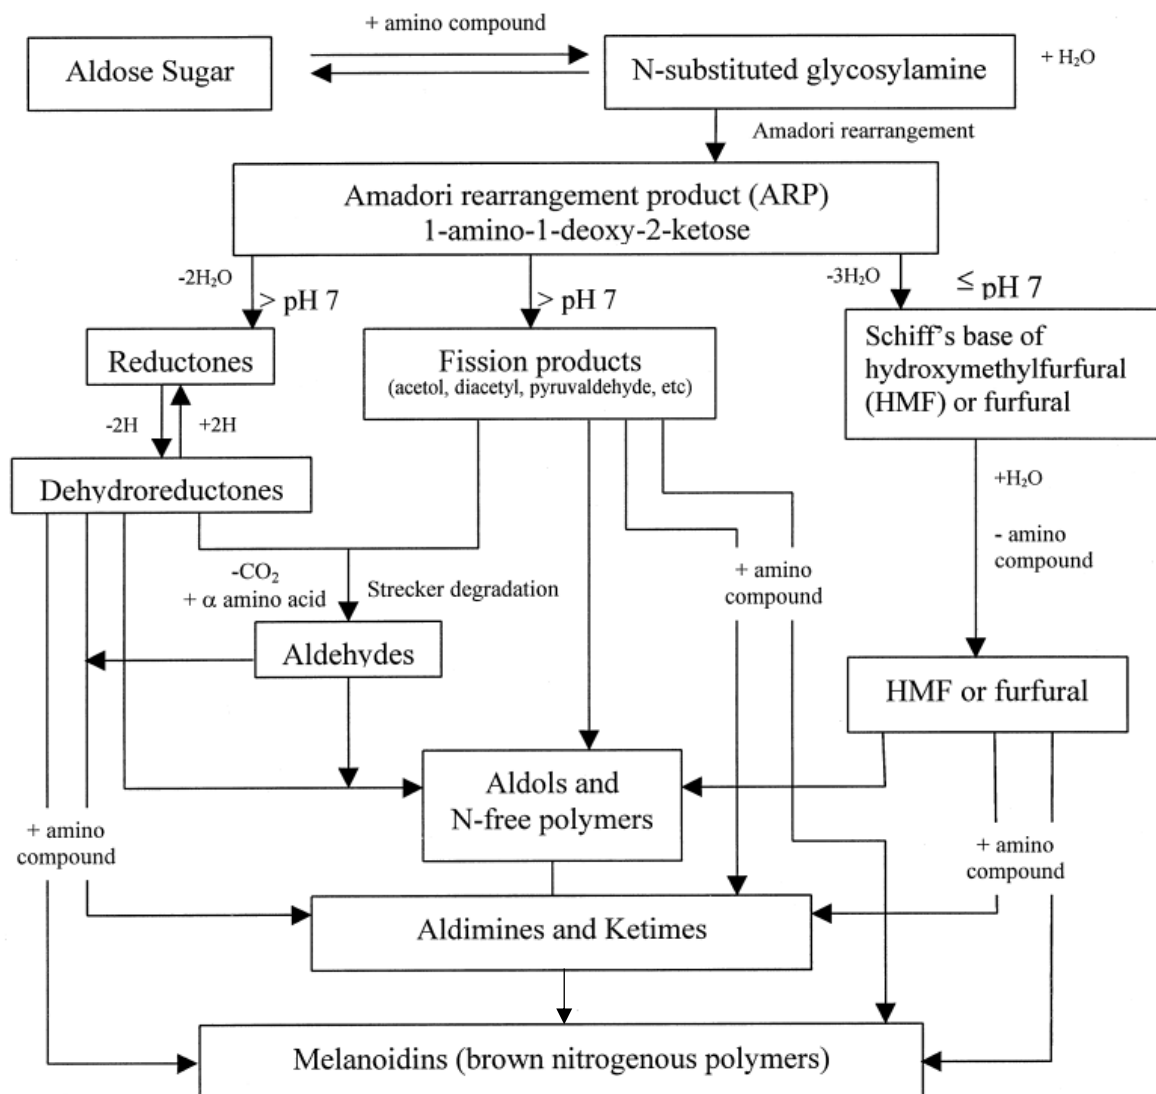 + amino compound
Aldose Sugar
N-substituted glycosylamine
+ H₂O
Amadori rearrangement
Amadori rearrangement product (ARP)
1-amino-1-deoxy-2-ketose
-2H₂O
> pH 7
> pH 7
-3H₂O
≤ pH 7
Reductones
Fission products
(acetol, diacetyl, pyruvaldehyde, etc)
Schiff's base of
hydroxymethylfurfural
(HMF) or furfural
-2H
+2H
Dehydroreductones
+H₂O
- amino
compound
-CO₂
+ α amino acid
Strecker degradation
+ amino
compound
Aldehydes
HMF or furfural
Aldols and
N-free polymers
+ amino
compound
+ amino
compound
Aldimines and Ketimes
Melanoidins (brown nitrogenous polymers)